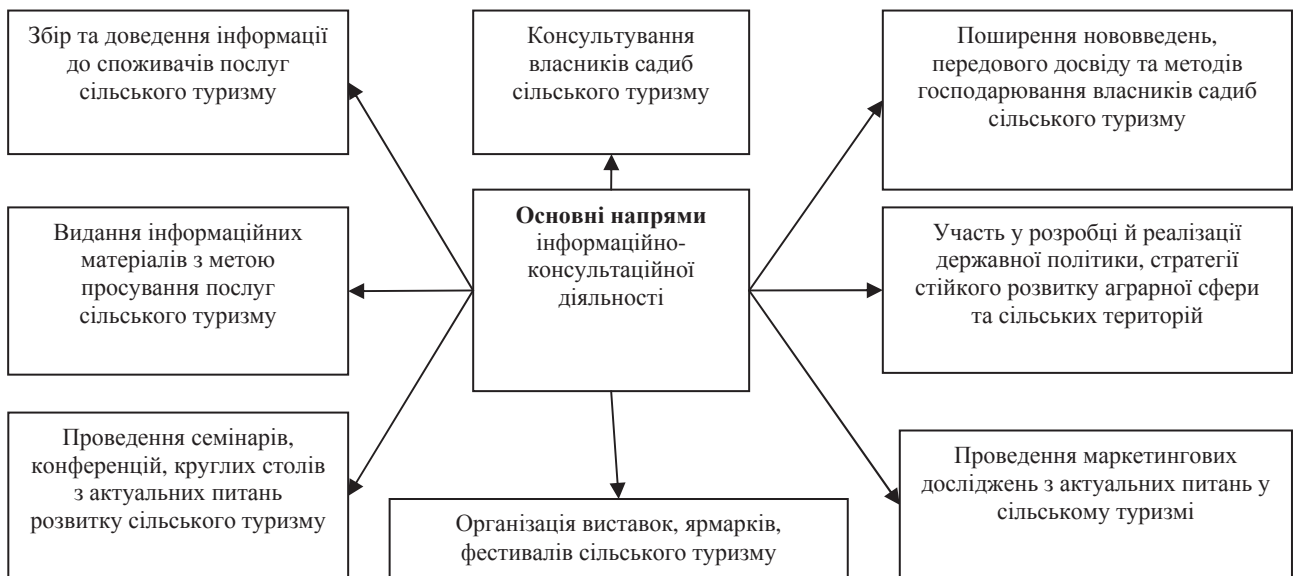 Збір та доведення інформації
до споживачів послуг
сільського туризму
Консультування
власників садиб
сільського туризму
Поширення нововведень,
передового досвіду та методів
господарювання власників садиб
сільського туризму
Видання інформаційних
матеріалів з метою
просування послуг
сільського туризму
Основні напрями
інформаційно-
консультаційної
діяльності
Участь у розробці й реалізації
державної політики, стратегії
стійкого розвитку аграрної сфери
та сільських територій
Проведення семінарів,
конференцій, круглих столів
з актуальних питань
розвитку сільського туризму
Організація виставок, ярмарків,
фестивалів сільського туризму
Проведення маркетингових
досліджень з актуальних питань у
сільському туризмі